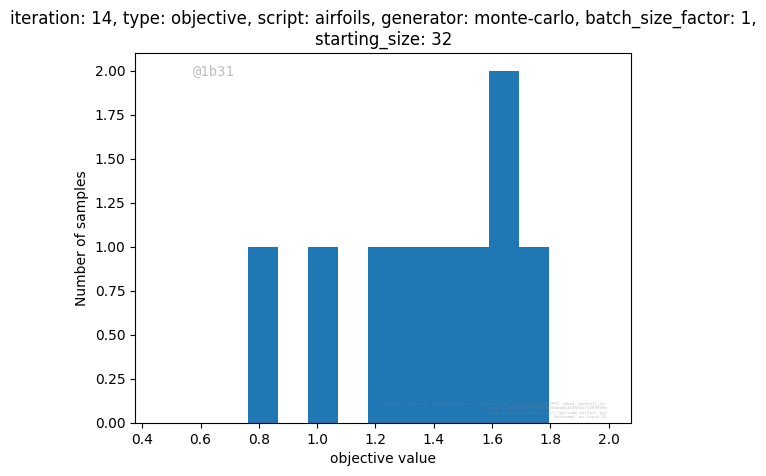 iteration: 14, type: objective, script: airfoils, generator: monte-carlo, batch_size_factor: 1,
starting_size: 32
@1b31
2.00
1.75
1.50
1.25
1.00
0.75
0.50
0.25
0.00
Number of samples
0.4 0.6 0.8 1.0 1.2 1.4 1.6 1.8 2.0
objective value